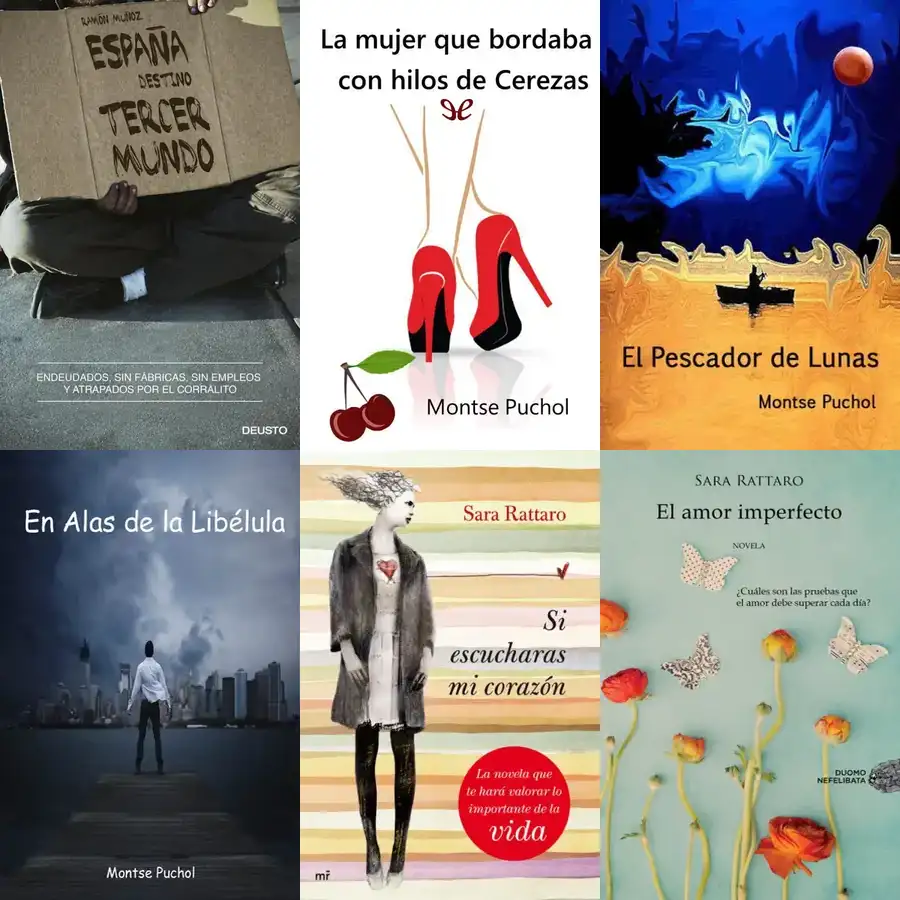 RAMÓN MUÑOZ
ESPAÑA
DESTINO
TERCER
MUNDO
ENDEUDADOS, SIN FÁBRICAS, SIN EMPLEOS
Y ATRAPADOS POR EL CORRALITO
DEUSTO
La mujer que bordaba
con hilos de Cerezas
Montse Puchol
El Pescador de Lunas
Montse Puchol
En Alas de la Libélula
Montse Puchol
Sara Rattaro
Si
escucharas
mi corazón
La novela que
te hará valorar lo
importante de la
vida
mr
SARA RATTARO
El amor imperfecto
NOVELA
¿Cuáles son las pruebas que
el amor debe superar cada día?
DUOMO
NEFELIBATA